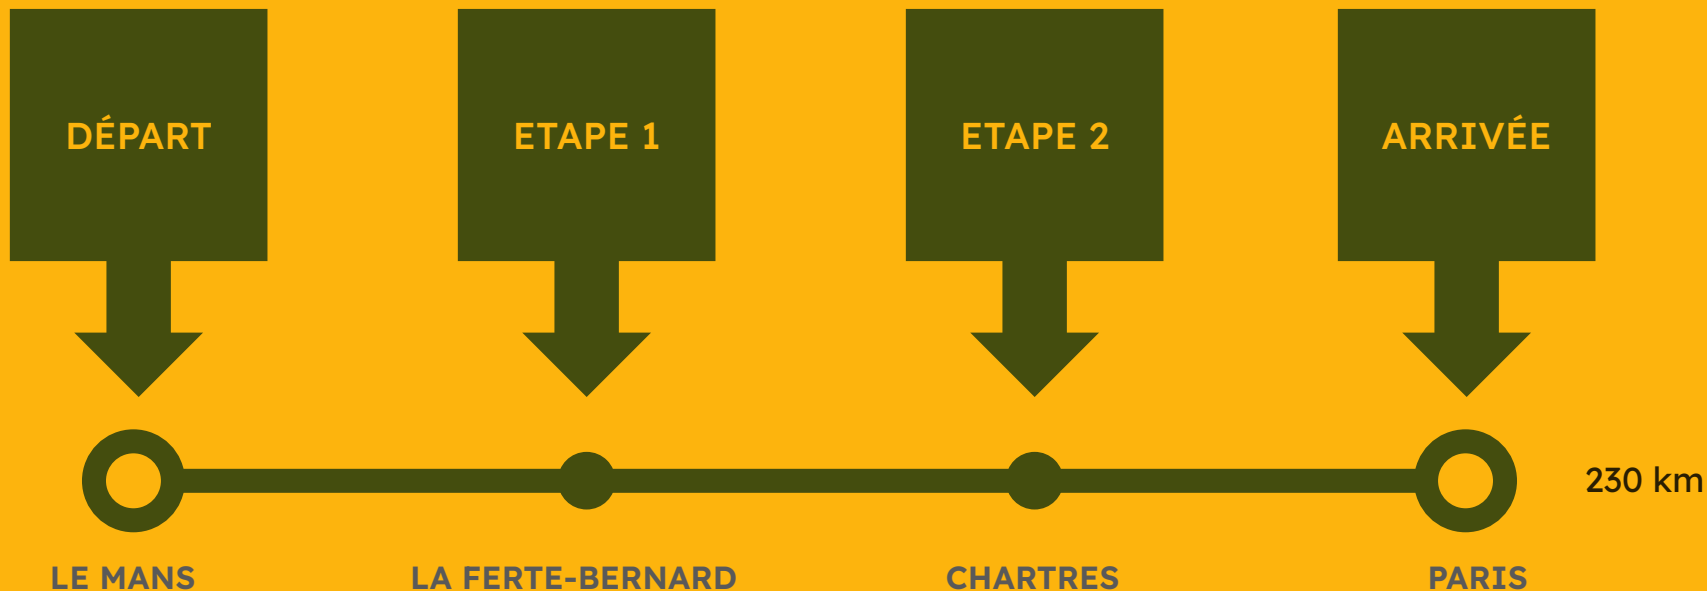 DÉPART
ETAPE 1
ETAPE 2
ARRIVÉE
230 km
LE MANS
LA FERTE-BERNARD
CHARTRES
PARIS